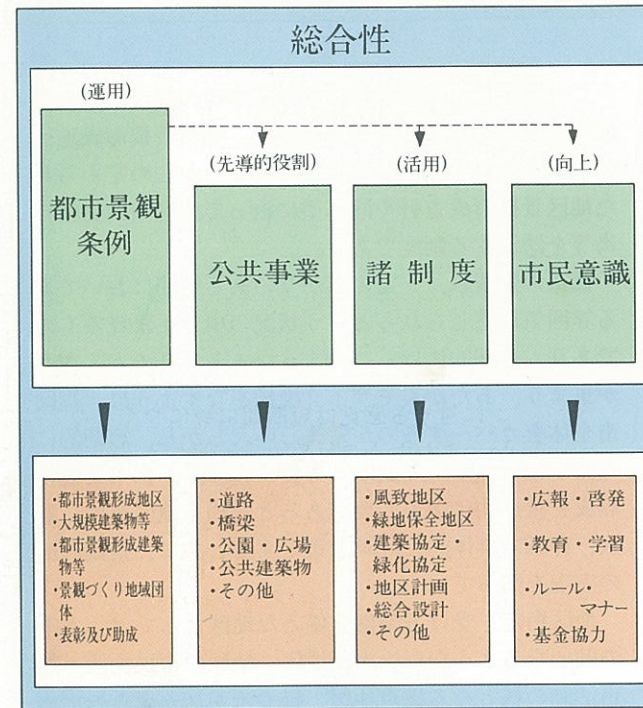 総合性
(運用)
(先導的役割)
(活用)
(向上)
都市景観
条例
公共事業
諸制度
市民意識
・都市景観形成地区
・大規模建築物等
・都市景観形成建築
物等
・景観づくり地域団
体
・表彰及び助成
・道路
・橋梁
・公園・広場
・公共建築物
・その他
・風致地区
・緑地保全地区
・建築協定・
緑化協定
・地区計画
・総合設計
・その他
・広報・啓発
・教育・学習
・ルール・
マナー
・基金協力